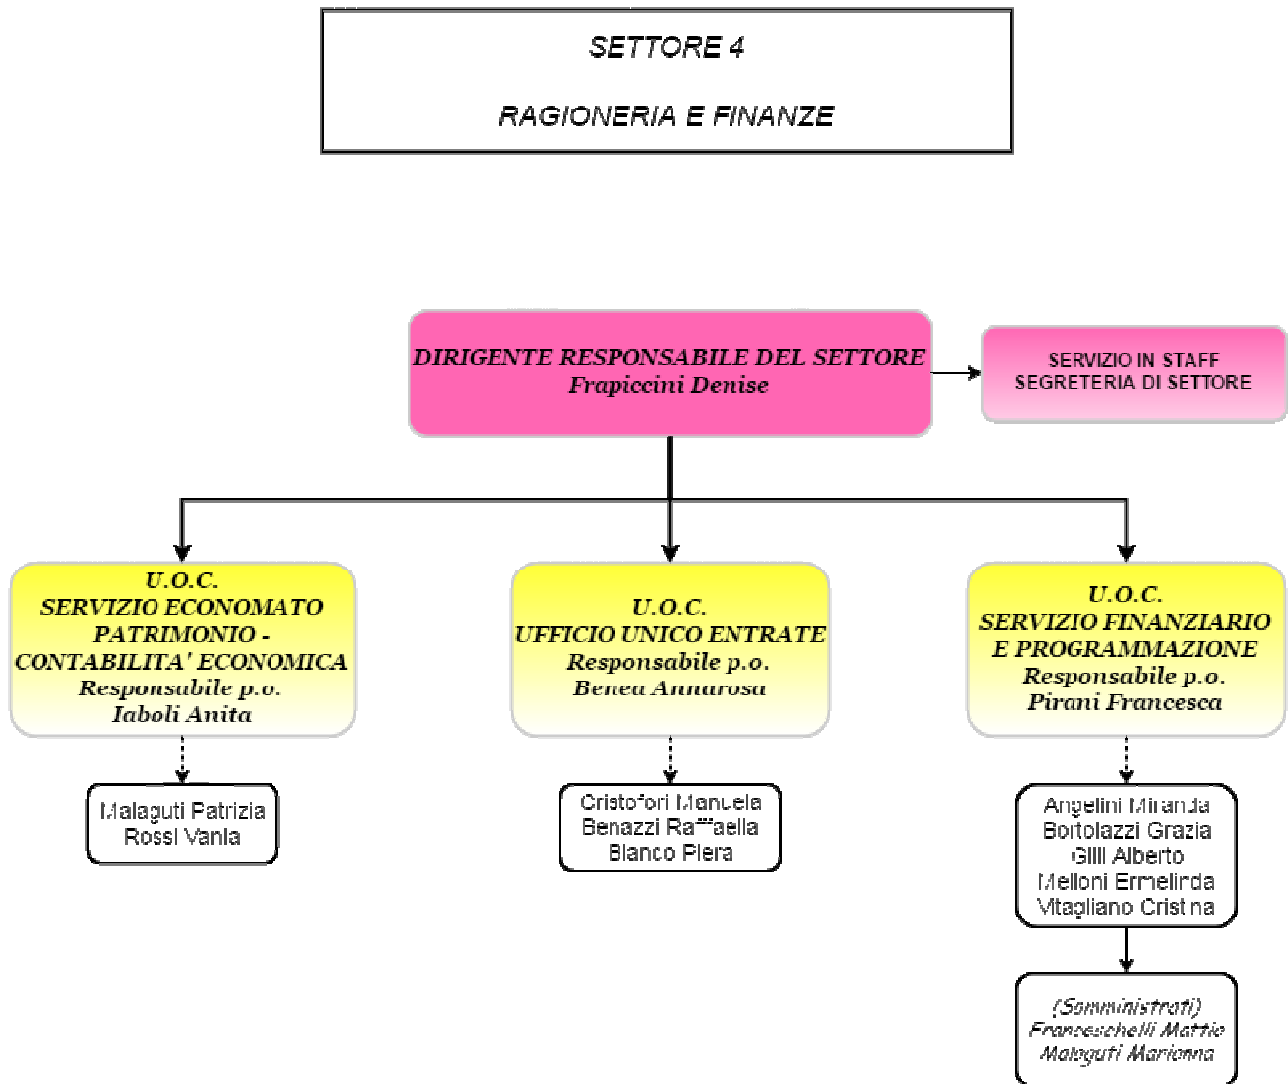 SETTORE 4
RAGIONERIA E FINANZE
DIRIGENTE RESPONSABILE DEL SETTORE
Frapiccini Denise
SERVIZIO IN STAFF
SEGRETERIA DI SETTORE
U.O.C.
SERVIZIO ECONOMATO
PATRIMONIO -
CONTABILITA' ECONOMICA
Responsabile p.o.
Iaboli Anita
U.O.C.
UFFICIO UNICO ENTRATE
Responsabile p.o.
Benea Annarosa
U.O.C.
SERVIZIO FINANZIARIO
E PROGRAMMAZIONE
Responsabile p.o.
Pirani Francesca
Malaguti Patrizia
Rossi Vania
Cristofori Manuela
Benazzi Raffaella
Bianco Piera
Angelini Miranda
Bortolazzi Grazia
Gilli Alberto
Melloni Ermelinda
Vitagliano Cristina
(Somministrati)
Franceschelli Mattia
Malaguti Marianna